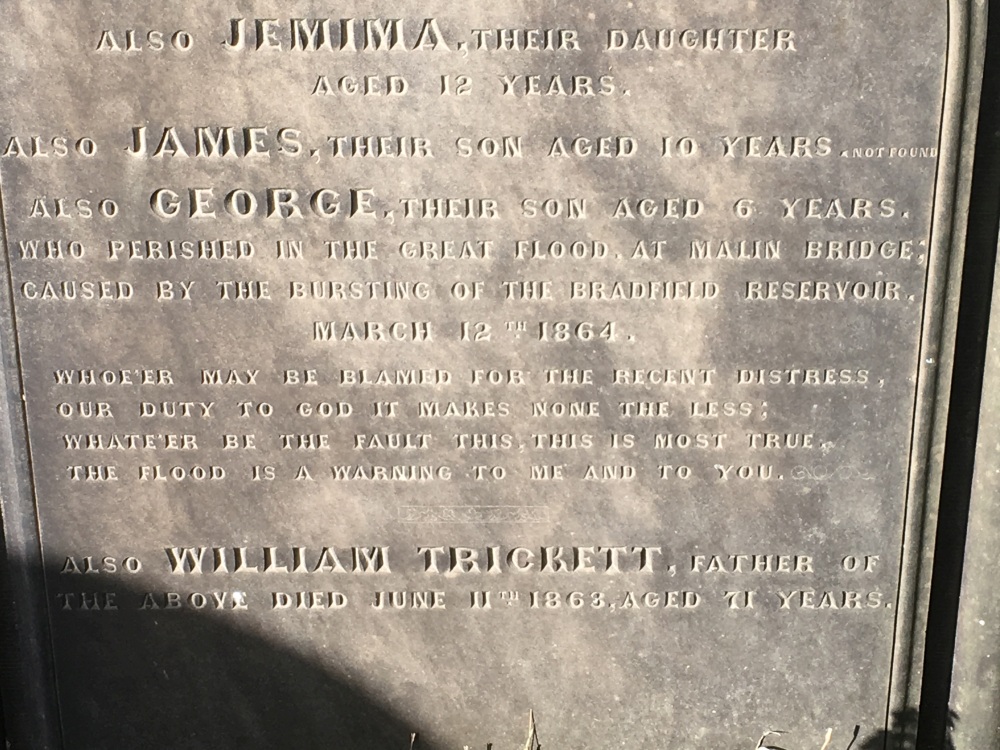 ALSO JEMIMA, THEIR DAUGHTER
AGED 12 YEARS.
ALSO JAMES, THEIR SON AGED 10 YEARS. NOT FOUND
ALSO GEORGE, THEIR SON AGED 6 YEARS.
WHO PERISHED IN THE GREAT FLOOD, AT MALIN BRIDGE;
CAUSED BY THE BURSTING OF THE BRADFIELD RESERVOIR,
MARCH 12TH 1864.
WHOE'ER MAY BE BLAMED FOR THE RECENT DISTRESS,
OUR DUTY TO GOD IT MAKES NONE THE LESS;
WHATE'ER BE THE FAULT THIS, THIS IS MOST TRUE,
THE FLOOD IS A WARNING TO ME AND TO YOU.
ALSO WILLIAM TRICKETT, FATHER OF
THE ABOVE DIED JUNE 11TH 1863, AGED 71 YEARS.